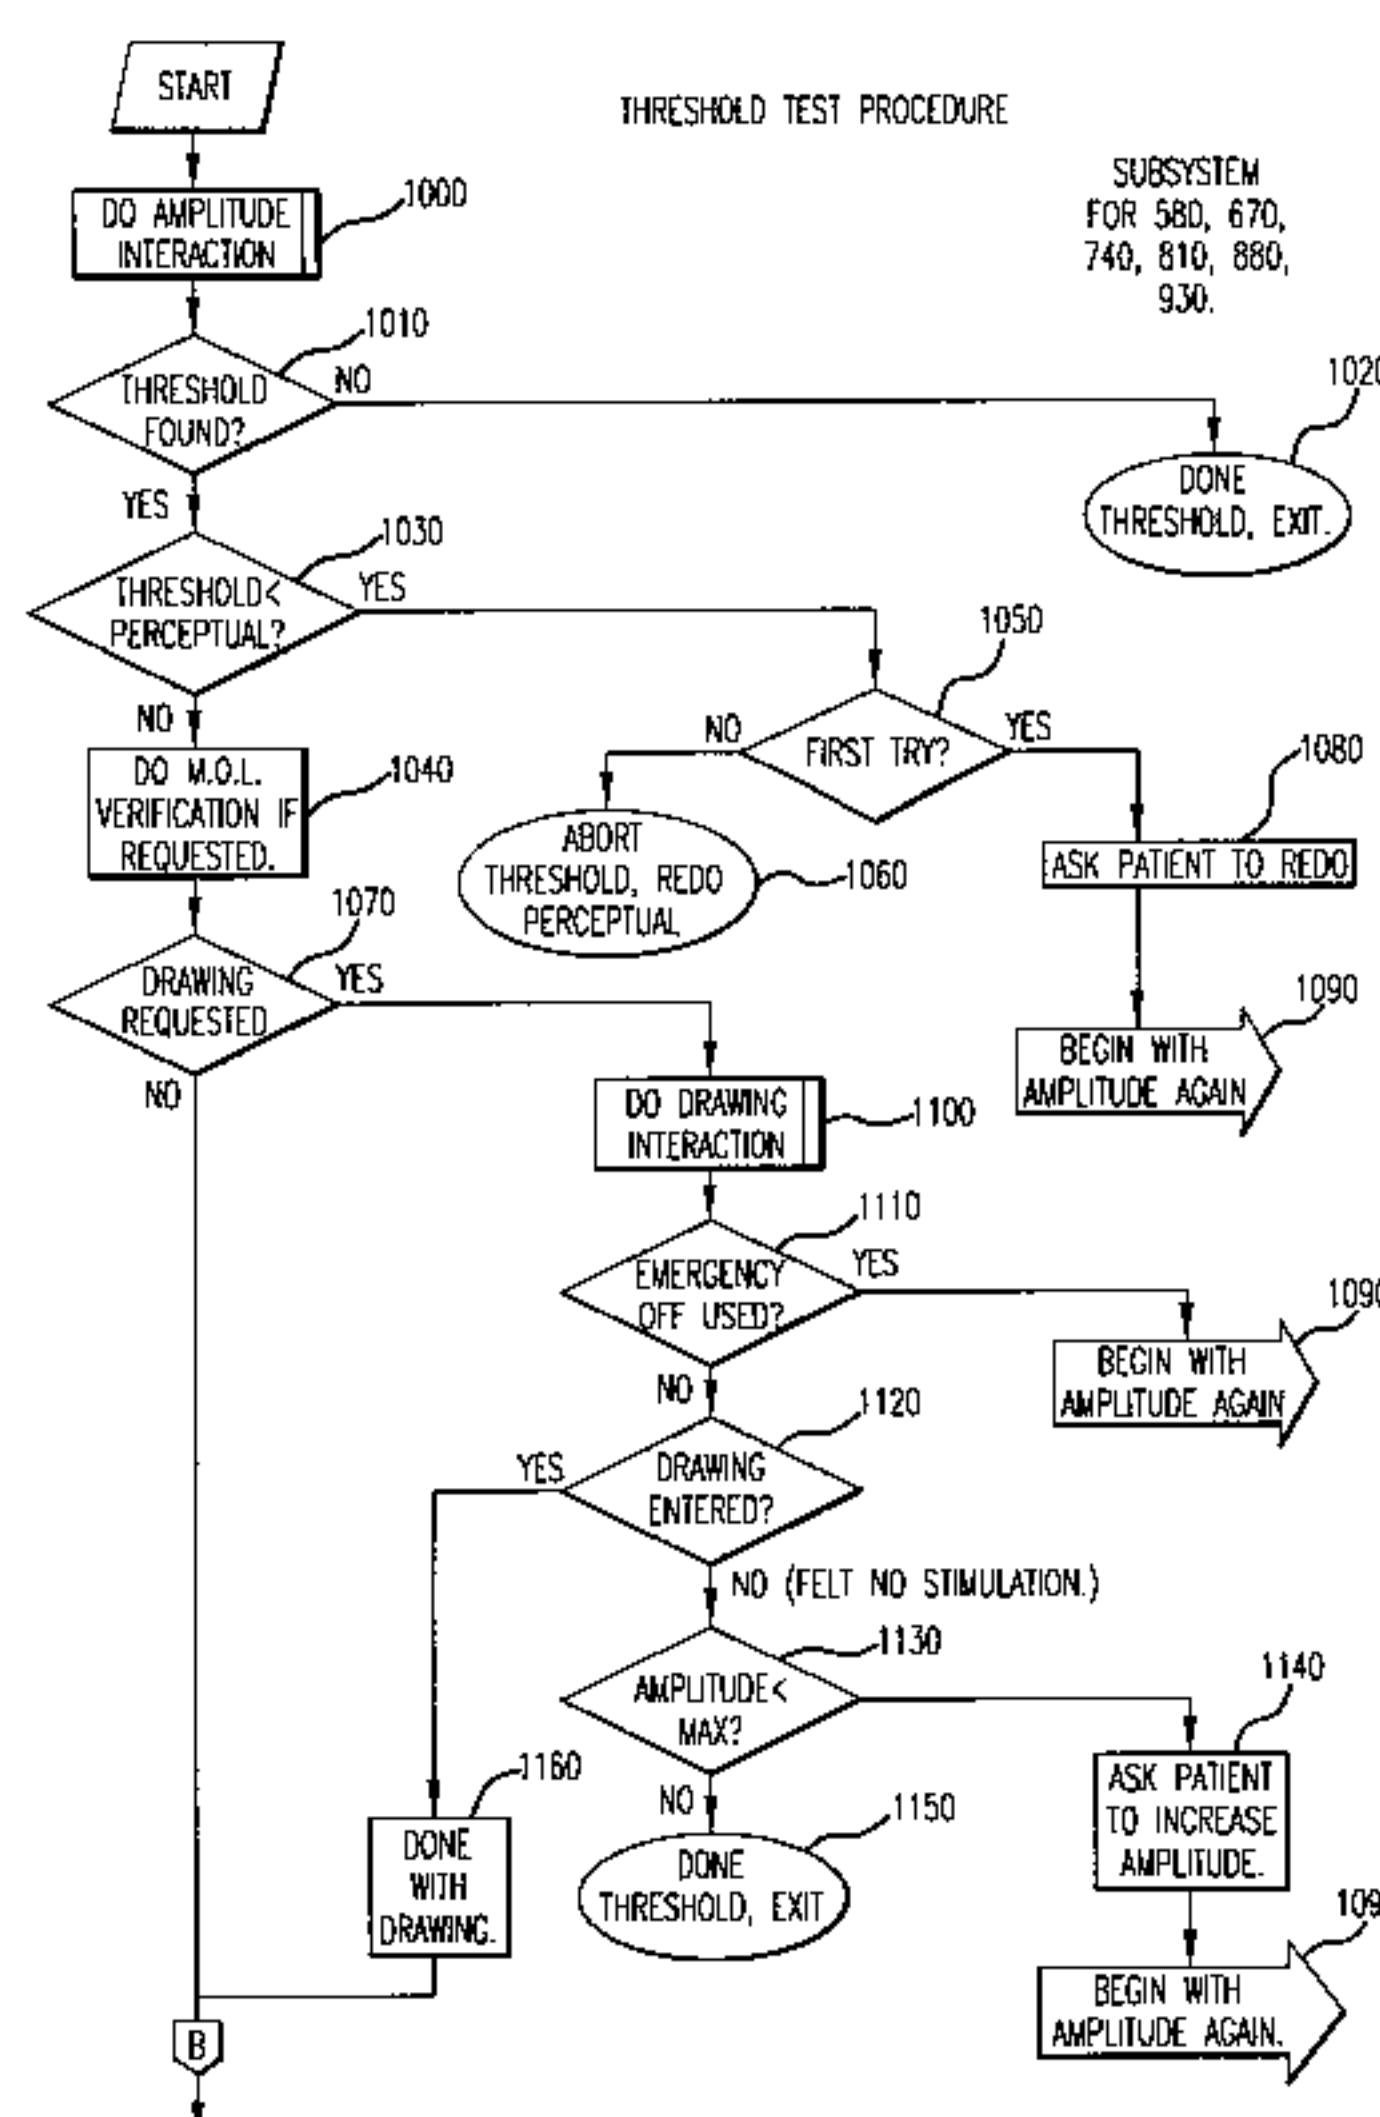 START
THRESHOLD TEST PROCEDURE
SUBSYSTEM
FOR 580, 670,
740, 810, 880,
930.
1000
DO AMPLITUDE
INTERACTION
1010
THRESHOLD
FOUND?
NO
1020
DONE
THRESHOLD, EXIT.
YES
1030
THRESHOLD<
PERCEPTUAL?
YES
1050
NO
FIRST TRY?
YES
NO
1040
DO M.O.L.
VERIFICATION IF
REQUESTED.
1080
ASK PATIENT TO REDO
ABORT
THRESHOLD, REDO
PERCEPTUAL
1060
1070
DRAWING
REQUESTED
YES
NO
1090
BEGIN WITH
AMPLITUDE AGAIN
DO DRAWING
INTERACTION
1100
1110
EMERGENCY
OFF USED?
YES
1090
BEGIN WITH
AMPLITUDE AGAIN
NO
1120
DRAWING
ENTERED?
YES
NO (FELT NO STIMULATION.)
1130
AMPLITUDE<
MAX?
1140
ASK PATIENT
TO INCREASE
AMPLITUDE.
NO
1150
DONE
THRESHOLD, EXIT
1160
DONE
WITH
DRAWING.
109
BEGIN WITH
AMPLITUDE AGAIN.
B